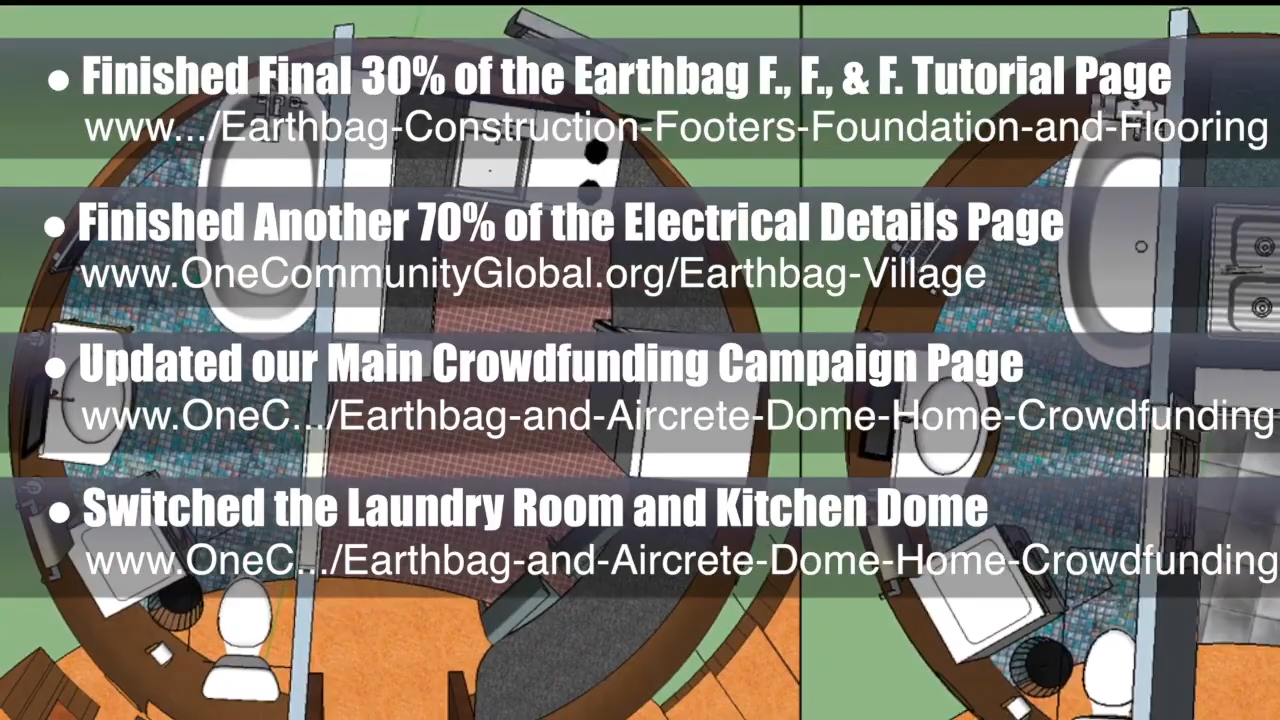 • Finished Final 30% of the Earthbag F., F., & F. Tutorial Page
www.../Earthbag-Construction-Footers-Foundation-and-Flooring
• Finished Another 70% of the Electrical Details Page
www.OneCommunityGlobal.org/Earthbag-Village
• Updated our Main Crowdfunding Campaign Page
www.OneC.../Earthbag-and-Aircrete-Dome-Home-Crowdfunding
• Switched the Laundry Room and Kitchen Dome
www.OneC.../Earthbag-and-Aircrete-Dome-Home-Crowdfunding